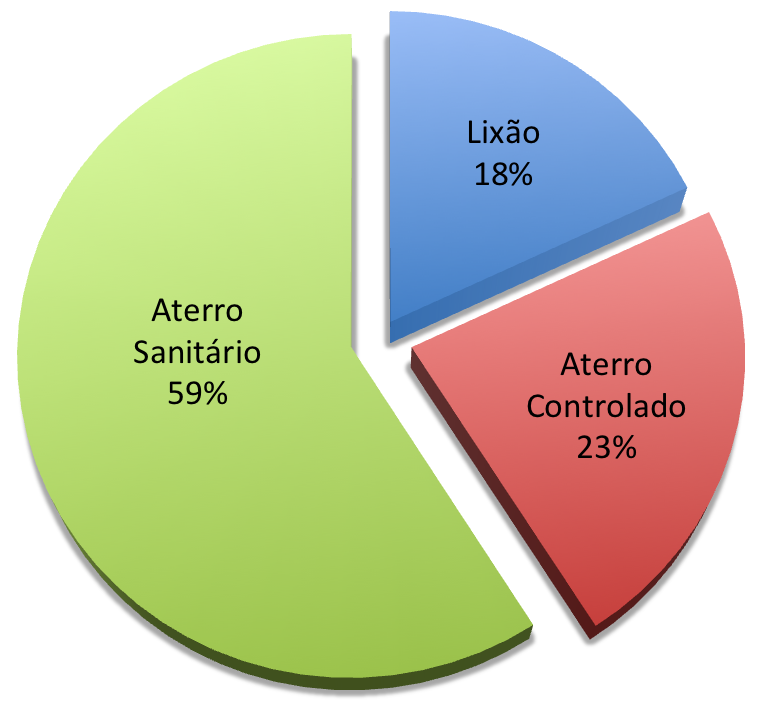 Lixão
18%
Aterro
Sanitário
59%
Aterro
Controlado
23%